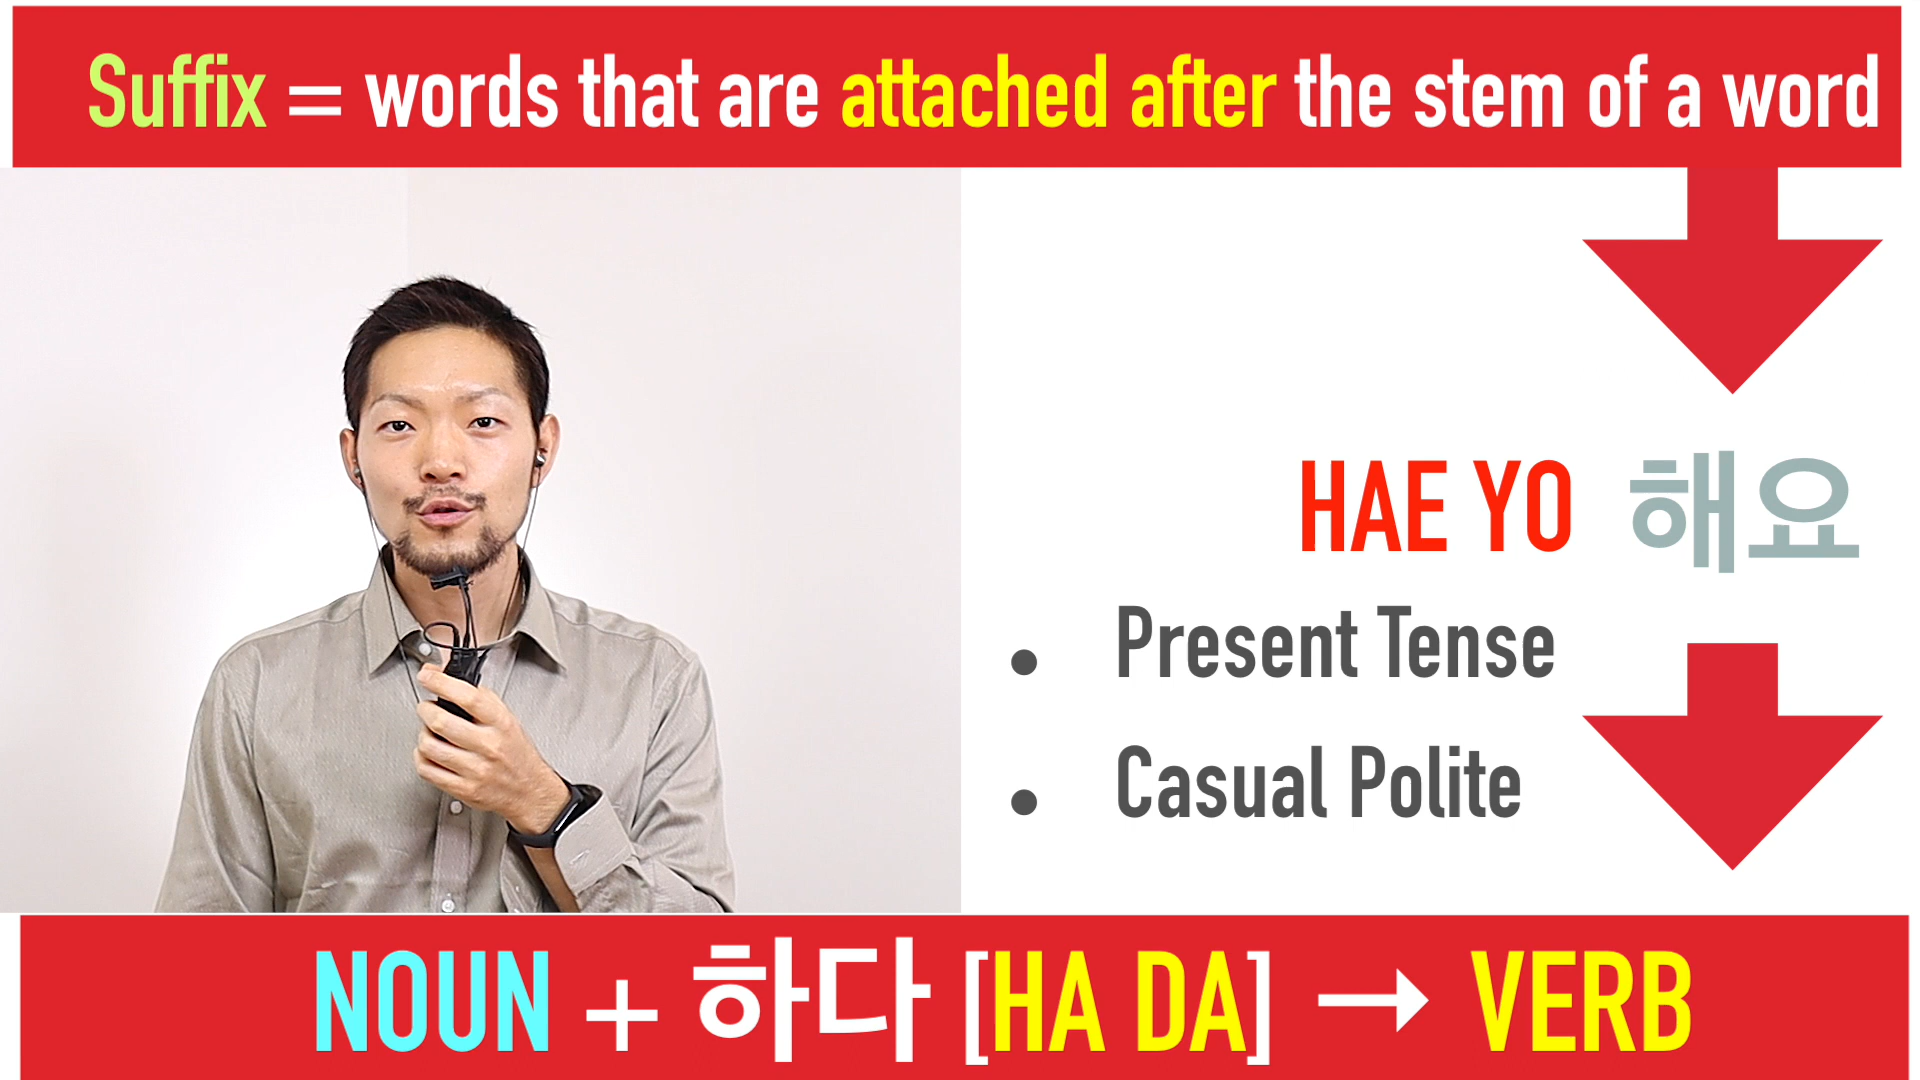 Suffix = words that are attached after the stem of a word
HAE YO 해요
• Present Tense
• Casual Polite
NOUN + 하다 [HA DA] → VERB